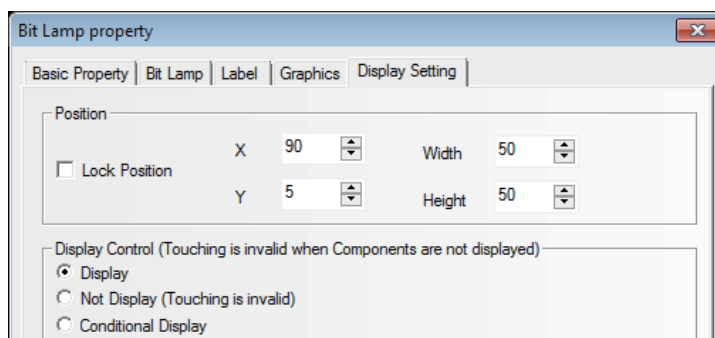 Bit Lamp property
Basic Property Bit Lamp Label Graphics Display Setting
Position
X 90 Width 50
Lock Position
Y 5 Height 50
Display Control (Touching is invalid when Components are not displayed)
Display
Not Display (Touching is invalid)
Conditional Display